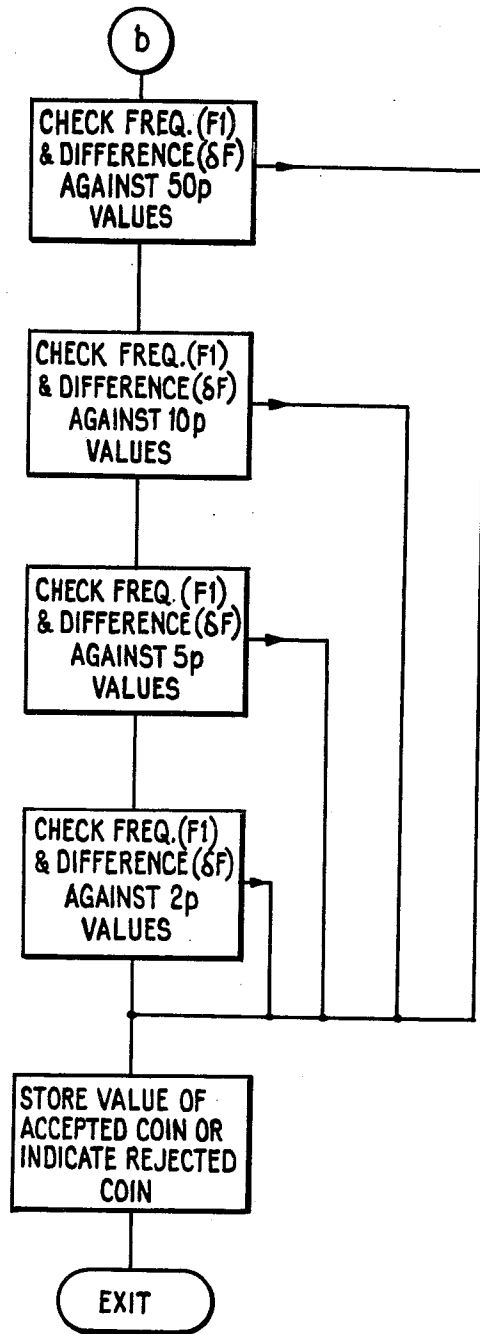 b
CHECK FREQ.(F1)
& DIFFERENCE(δF)
AGAINST 50p
VALUES
CHECK FREQ.(F1)
& DIFFERENCE(δF)
AGAINST 10p
VALUES
CHECK FREQ.(F1)
& DIFFERENCE(δF)
AGAINST 5p
VALUES
CHECK FREQ.(F1)
& DIFFERENCE(δF)
AGAINST 2p
VALUES
STORE VALUE OF
ACCEPTED COIN OR
INDICATE REJECTED
COIN
EXIT